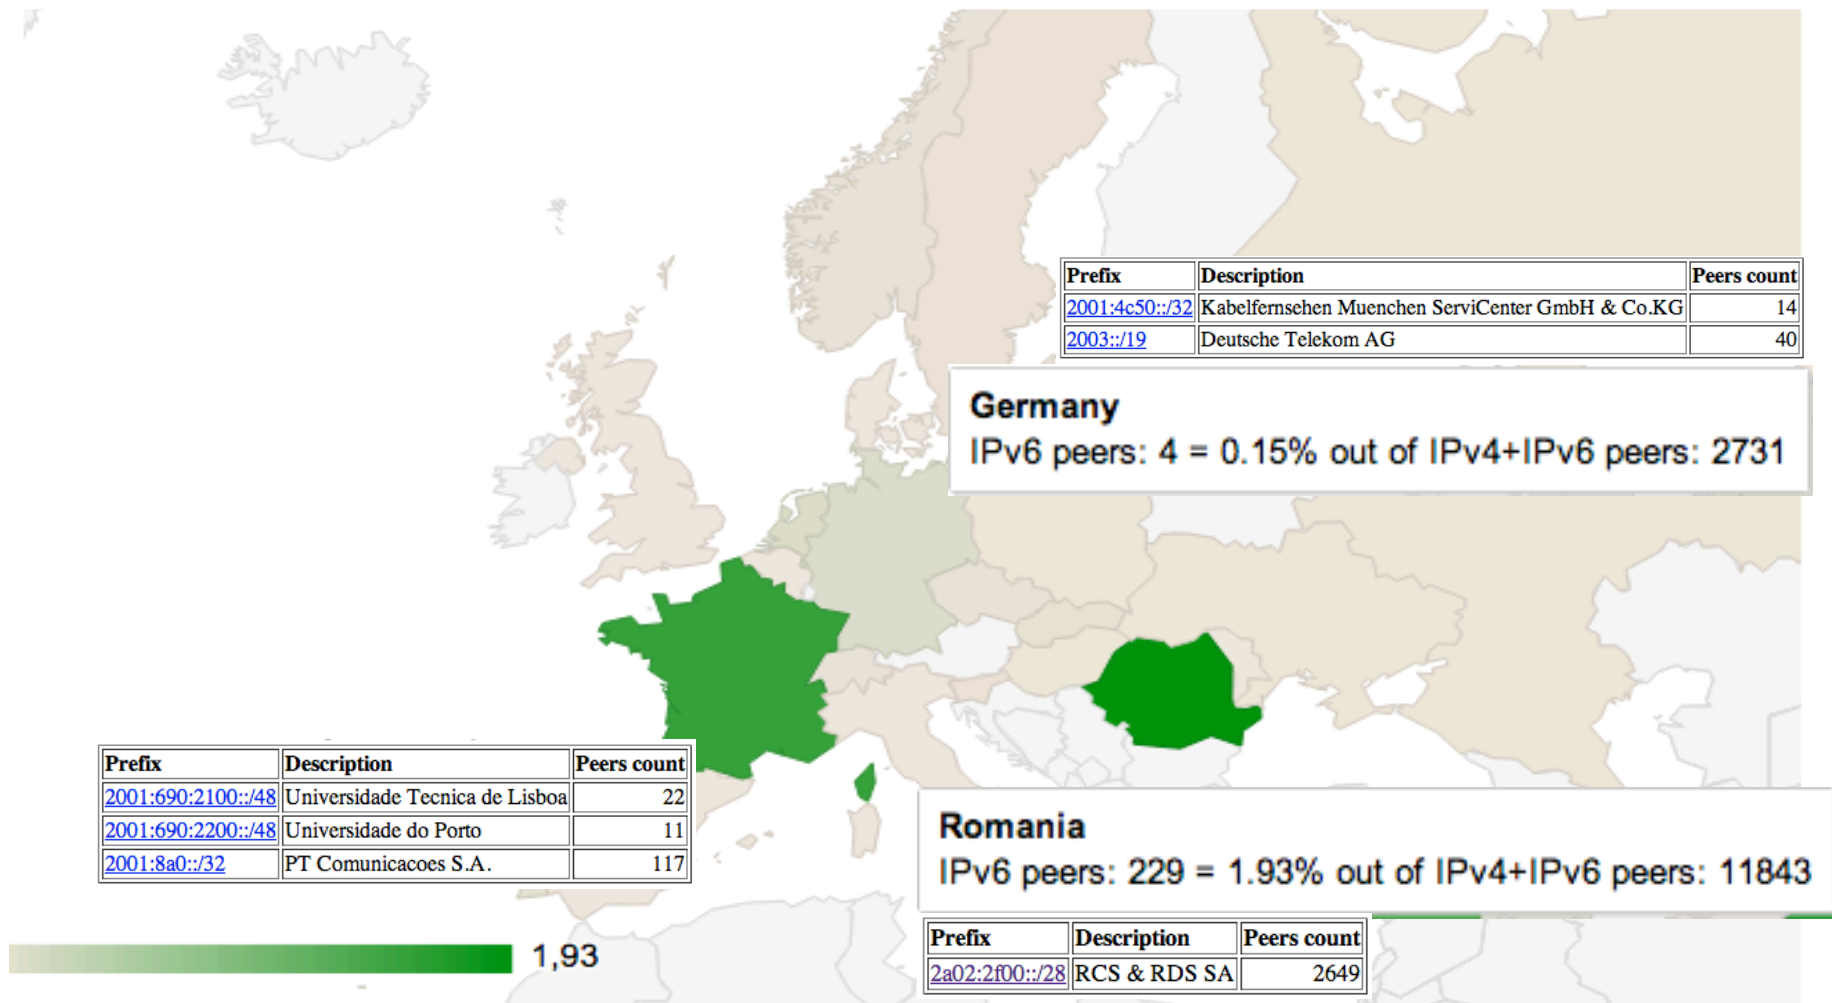 Prefix Description Peers count
2001:4c50::/32 Kabelfernsehen Muenchen ServiCenter GmbH & Co.KG 14
2003::/19 Deutsche Telekom AG 40
Germany
IPv6 peers: 4 = 0.15% out of IPv4+IPv6 peers: 2731
Prefix Description Peers count
2001:690:2100::/48 Universidade Tecnica de Lisboa 22
2001:690:2200::/48 Universidade do Porto 11
2001:8a0::/32 PT Comunicacoes S.A. 117
Romania
IPv6 peers: 229 = 1.93% out of IPv4+IPv6 peers: 11843
Prefix Description Peers count
2a02:2f00::/28 RCS & RDS SA 2649
1,93